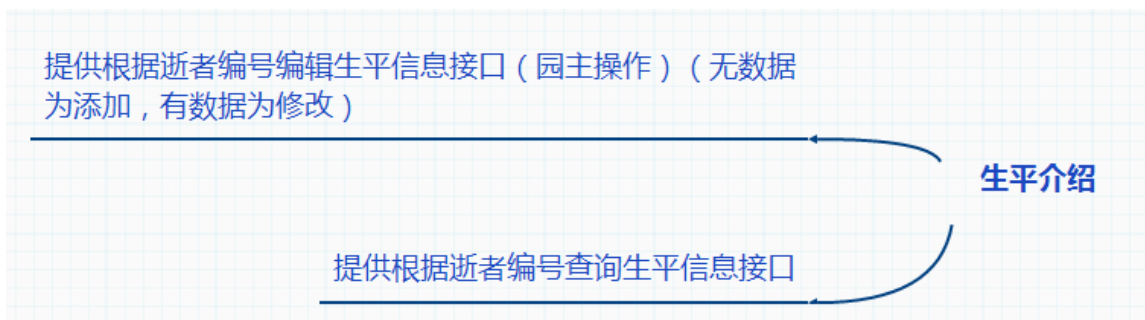 提供根据逝者编号编辑生平信息接口（园主操作）（无数据
为添加，有数据为修改）
生平介绍
提供根据逝者编号查询生平信息接口